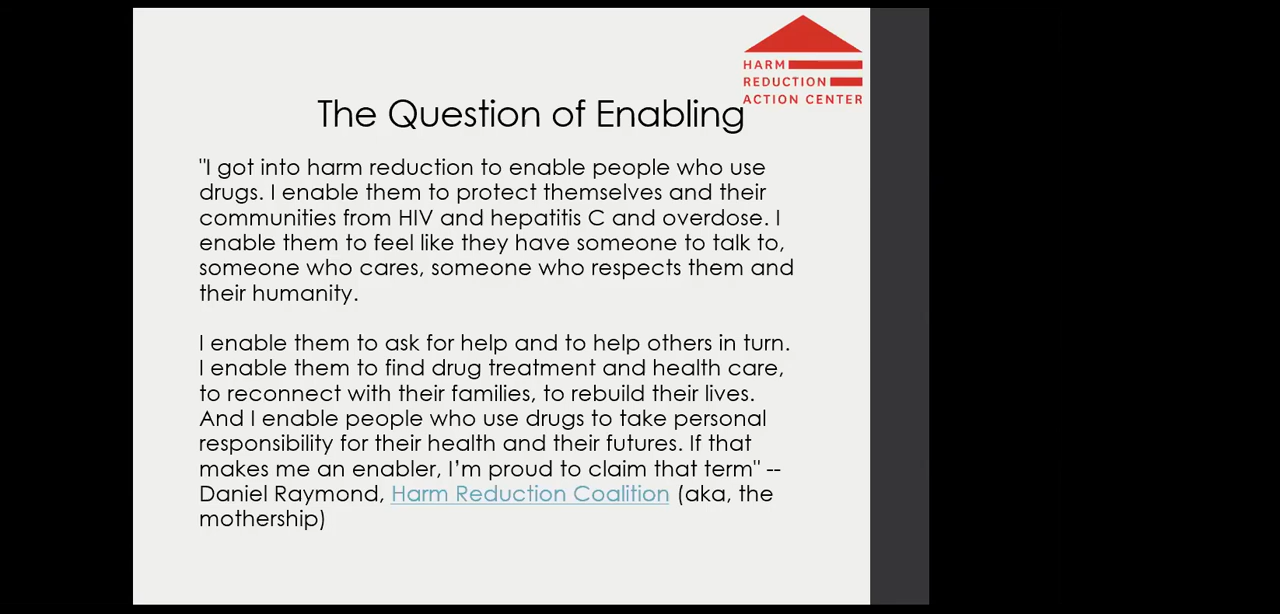 HARM
REDUCTION
ACTION CENTER
The Question of Enabling
"I got into harm reduction to enable people who use
drugs. I enable them to protect themselves and their
communities from HIV and hepatitis C and overdose. I
enable them to feel like they have someone to talk to,
someone who cares, someone who respects them and
their humanity.
I enable them to ask for help and to help others in turn.
I enable them to find drug treatment and health care,
to reconnect with their families, to rebuild their lives.
And I enable people who use drugs to take personal
responsibility for their health and their futures. If that
makes me an enabler, I’m proud to claim that term" --
Daniel Raymond, Harm Reduction Coalition (aka, the
mothership)